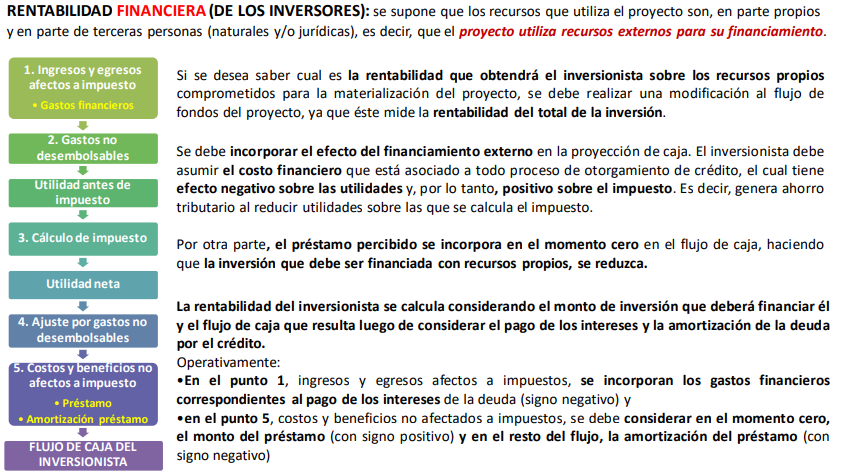 RENTABILIDAD FINANCIERA (DE LOS INVERSORES): se supone que los recursos que utiliza el proyecto son, en parte propios
y en parte de terceras personas (naturales y/o jurídicas), es decir, que el proyecto utiliza recursos externos para su financiamiento.
1. Ingresos y egresos
afectos a impuesto
• Gastos financieros
2. Gastos no
desembolsables
Utilidad antes de
impuesto
3. Cálculo de impuesto
Utilidad neta
4. Ajuste por gastos no
desembolsables
5. Costos y beneficios no
afectos a impuesto
• Préstamo
• Amortización préstamo
FLUJO DE CAJA DEL
INVERSIONISTA
Si se desea saber cual es la rentabilidad que obtendrá el inversionista sobre los recursos propios
comprometidos para la materialización del proyecto, se debe realizar una modificación al flujo de
fondos del proyecto, ya que éste mide la rentabilidad del total de la inversión.
Se debe incorporar el efecto del financiamiento externo en la proyección de caja. El inversionista debe
asumir el costo financiero que está asociado a todo proceso de otorgamiento de crédito, el cual tiene
efecto negativo sobre las utilidades y, por lo tanto, positivo sobre el impuesto. Es decir, genera ahorro
tributario al reducir utilidades sobre las que se calcula el impuesto.
Por otra parte, el préstamo percibido se incorpora en el momento cero en el flujo de caja, haciendo
que la inversión que debe ser financiada con recursos propios, se reduzca.
La rentabilidad del inversionista se calcula considerando el monto de inversión que deberá financiar él
y el flujo de caja que resulta luego de considerar el pago de los intereses y la amortización de la deuda
por el crédito.
Operativamente:
•En el punto 1, ingresos y egresos afectos a impuestos, se incorporan los gastos financieros
correspondientes al pago de los intereses de la deuda (signo negativo) y
•en el punto 5, costos y beneficios no afectados a impuestos, se debe considerar en el momento cero,
el monto del préstamo (con signo positivo) y en el resto del flujo, la amortización del préstamo (con
signo negativo)